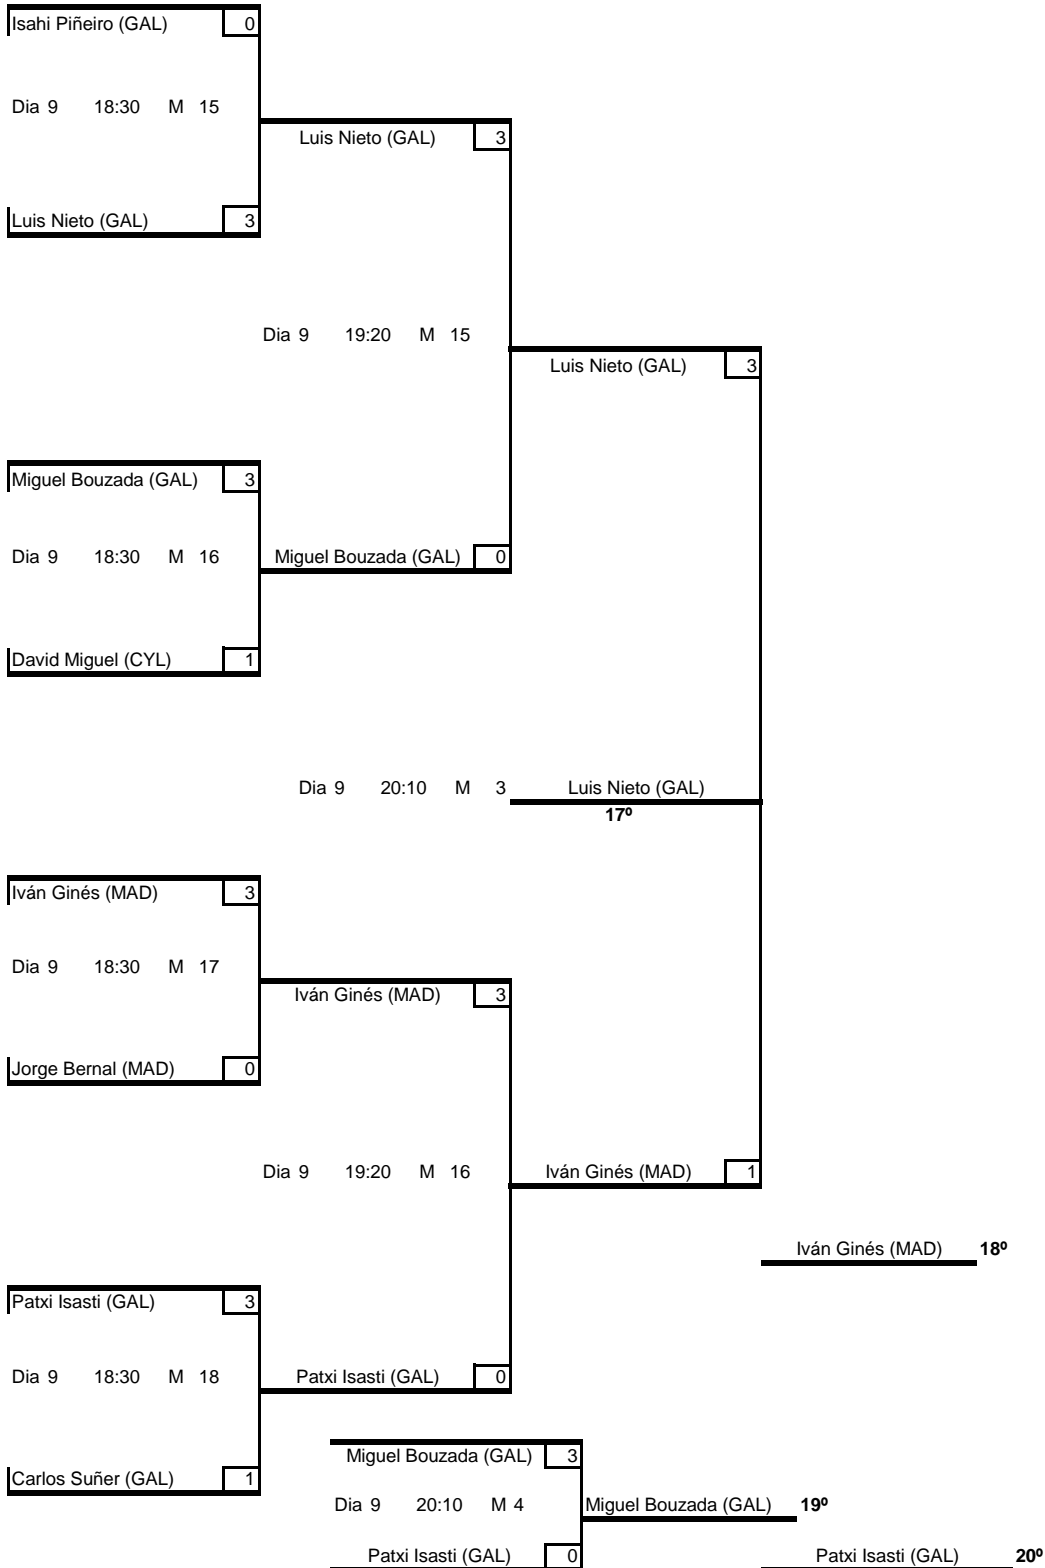 Isahi Piñeiro (GAL) 0
Dia 9 18:30 M 15
Luis Nieto (GAL) 3
Luis Nieto (GAL) 3
Dia 9 19:20 M 15
Luis Nieto (GAL) 3
Miguel Bouzada (GAL) 3
Dia 9 18:30 M 16 Miguel Bouzada (GAL) 0
David Miguel (CYL) 1
Dia 9 20:10 M 3 Luis Nieto (GAL)
17º
Iván Ginés (MAD) 3
Dia 9 18:30 M 17
Iván Ginés (MAD) 3
Jorge Bernal (MAD) 0
Dia 9 19:20 M 16 Iván Ginés (MAD) 1
Iván Ginés (MAD) 18º
Patxi Isasti (GAL) 3
Dia 9 18:30 M 18 Patxi Isasti (GAL) 0
Miguel Bouzada (GAL) 3
Carlos Suñer (GAL) 1
Dia 9 20:10 M 4 Miguel Bouzada (GAL) 19º
Patxi Isasti (GAL) 0 Patxi Isasti (GAL) 20º